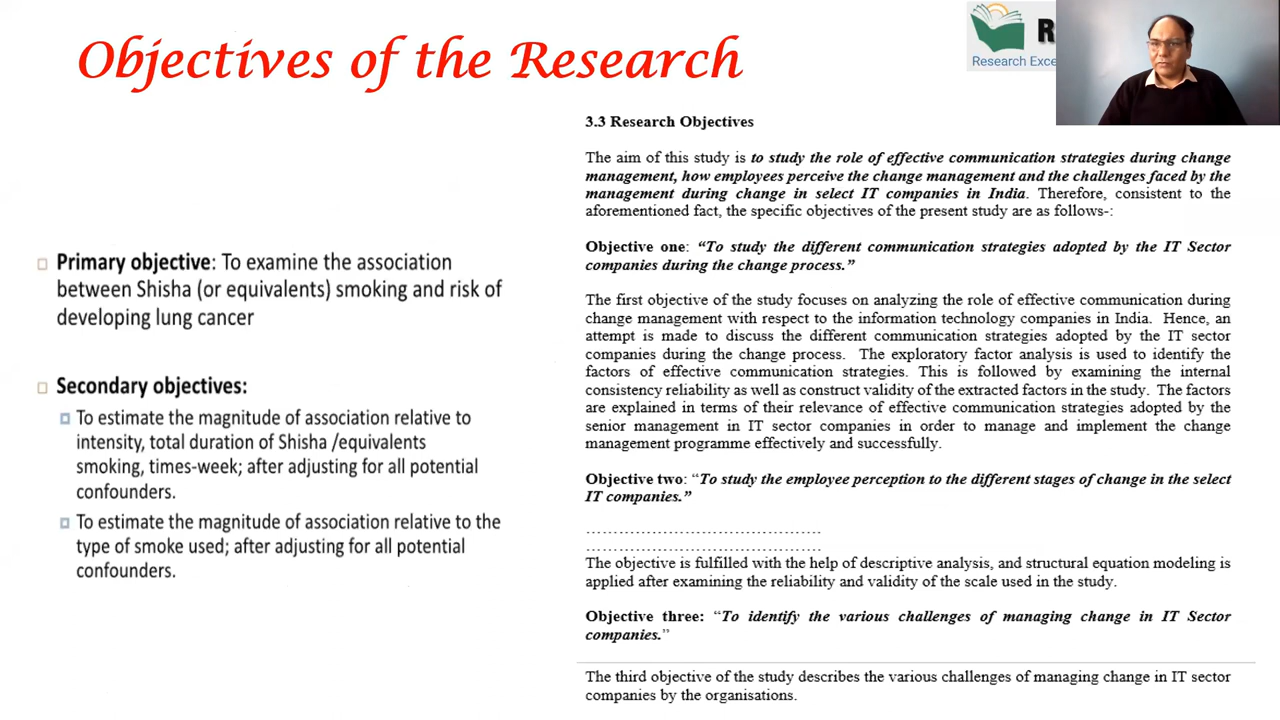 Objectives of the Research
R
Research Exce
Primary objective: To examine the association
between Shisha (or equivalents) smoking and risk of
developing lung cancer
Secondary objectives:
To estimate the magnitude of association relative to
intensity, total duration of Shisha /equivalents
smoking, times-week; after adjusting for all potential
confounders.
To estimate the magnitude of association relative to the
type of smoke used; after adjusting for all potential
confounders.
3.3 Research Objectives
The aim of this study is to study the role of effective communication strategies during change
management, how employees perceive the change management and the challenges faced by the
management during change in select IT companies in India. Therefore, consistent to the
aforementioned fact, the specific objectives of the present study are as follows-:
Objective one: “To study the different communication strategies adopted by the IT Sector
companies during the change process.”
The first objective of the study focuses on analyzing the role of effective communication during
change management with respect to the information technology companies in India. Hence, an
attempt is made to discuss the different communication strategies adopted by the IT sector
companies during the change process. The exploratory factor analysis is used to identify the
factors of effective communication strategies. This is followed by examining the internal
consistency reliability as well as construct validity of the extracted factors in the study. The factors
are explained in terms of their relevance of effective communication strategies adopted by the
senior management in IT sector companies in order to manage and implement the change
management programme effectively and successfully.
Objective two: “To study the employee perception to the different stages of change in the select
IT companies.”
……………………………………….
……………………………………….
The objective is fulfilled with the help of descriptive analysis, and structural equation modeling is
applied after examining the reliability and validity of the scale used in the study.
Objective three: “To identify the various challenges of managing change in IT Sector
companies.”
The third objective of the study describes the various challenges of managing change in IT sector
companies by the organisations.